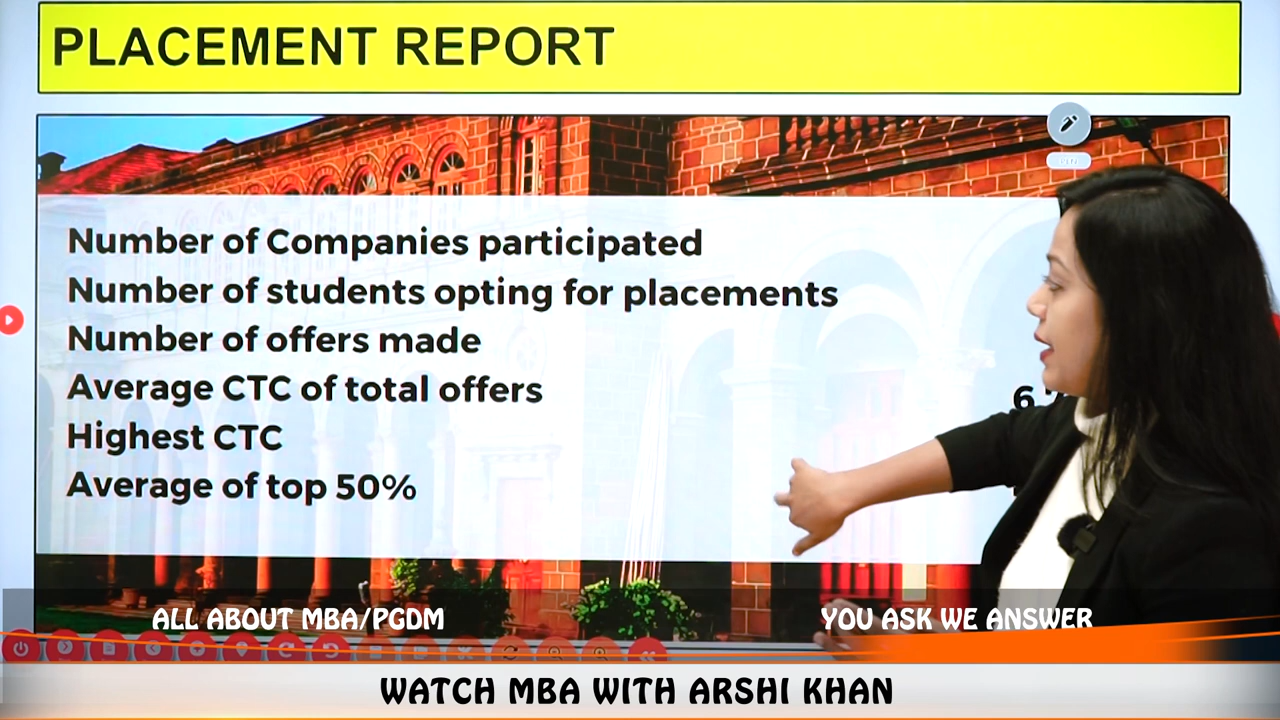 PLACEMENT REPORT
Number of Companies participated
Number of students opting for placements
Number of offers made
Average CTC of total offers
6
Highest CTC
Average of top 50%
ALL ABOUT MBA/PGDM
YOU ASK WE ANSWER
WATCH MBA WITH ARSHI KHAN